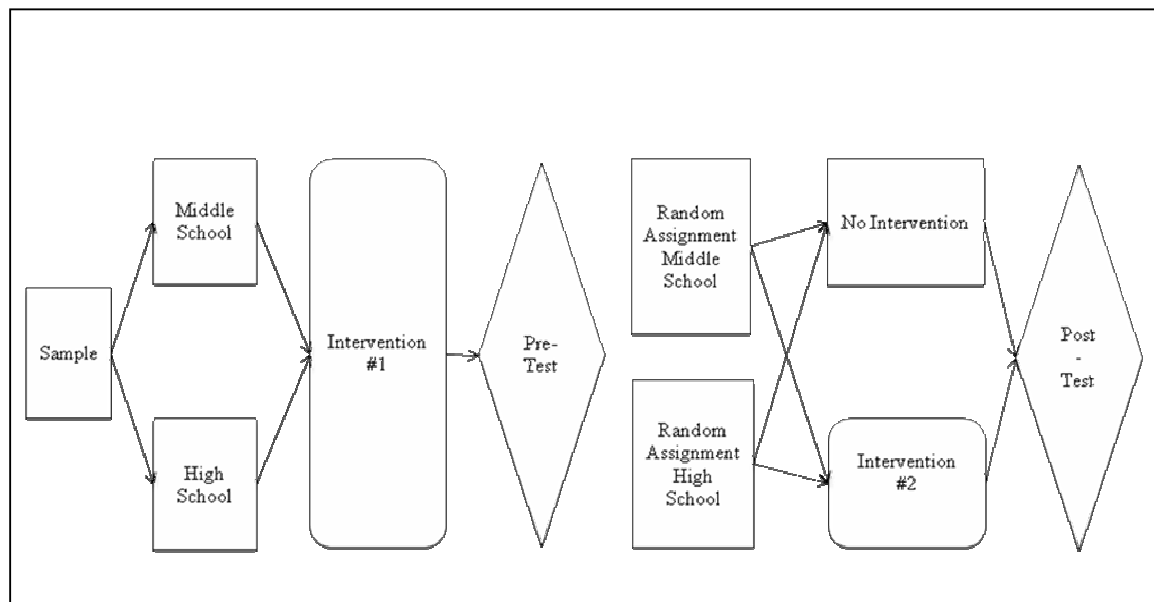 Sample
Middle
School
High
School
Intervention
#1
Pre-
Test
Random
Assignment
Middle
School
Random
Assignment
High
School
No Intervention
Intervention
#2
Post
-
Test